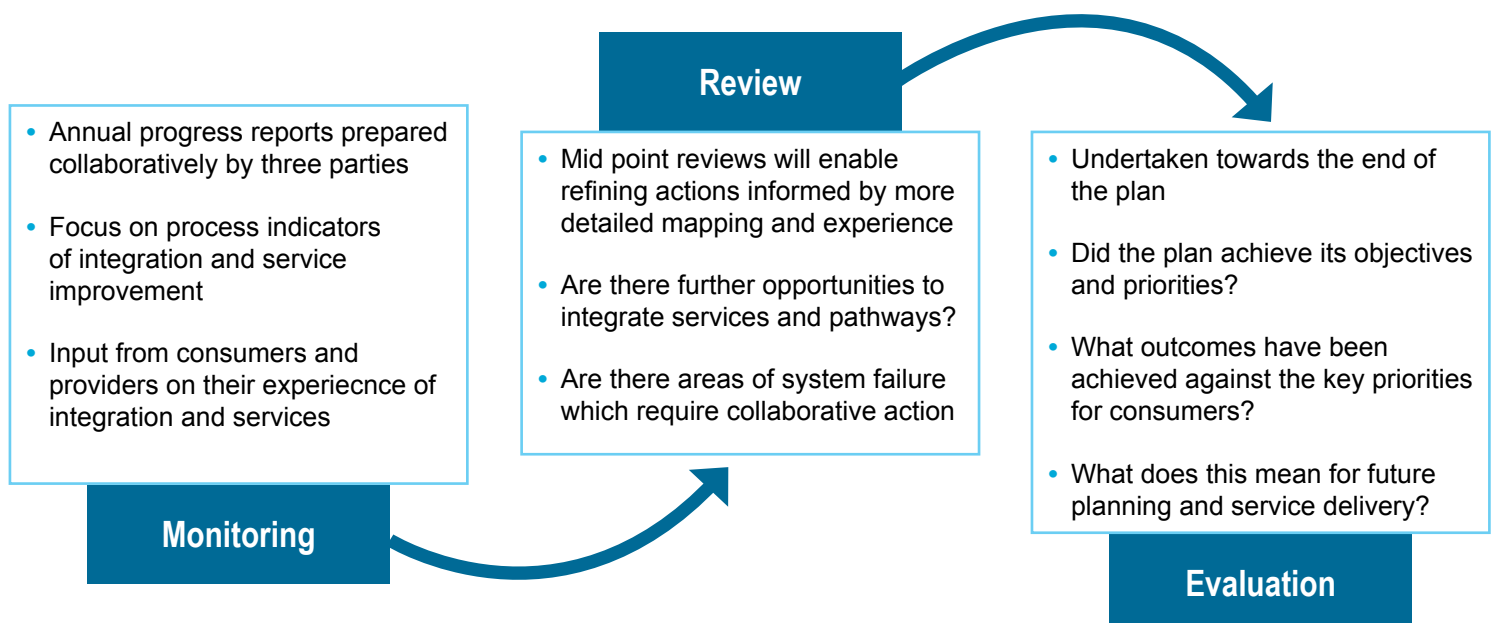 • Annual progress reports prepared
collaboratively by three parties
• Focus on process indicators
of integration and service
improvement
• Input from consumers and
providers on their experiecnce of
integration and services
Monitoring
Review
• Mid point reviews will enable
refining actions informed by more
detailed mapping and experience
• Are there further opportunities to
integrate services and pathways?
• Are there areas of system failure
which require collaborative action
• Undertaken towards the end of
the plan
• Did the plan achieve its objectives
and priorities?
• What outcomes have been
achieved against the key priorities
for consumers?
• What does this mean for future
planning and service delivery?
Evaluation